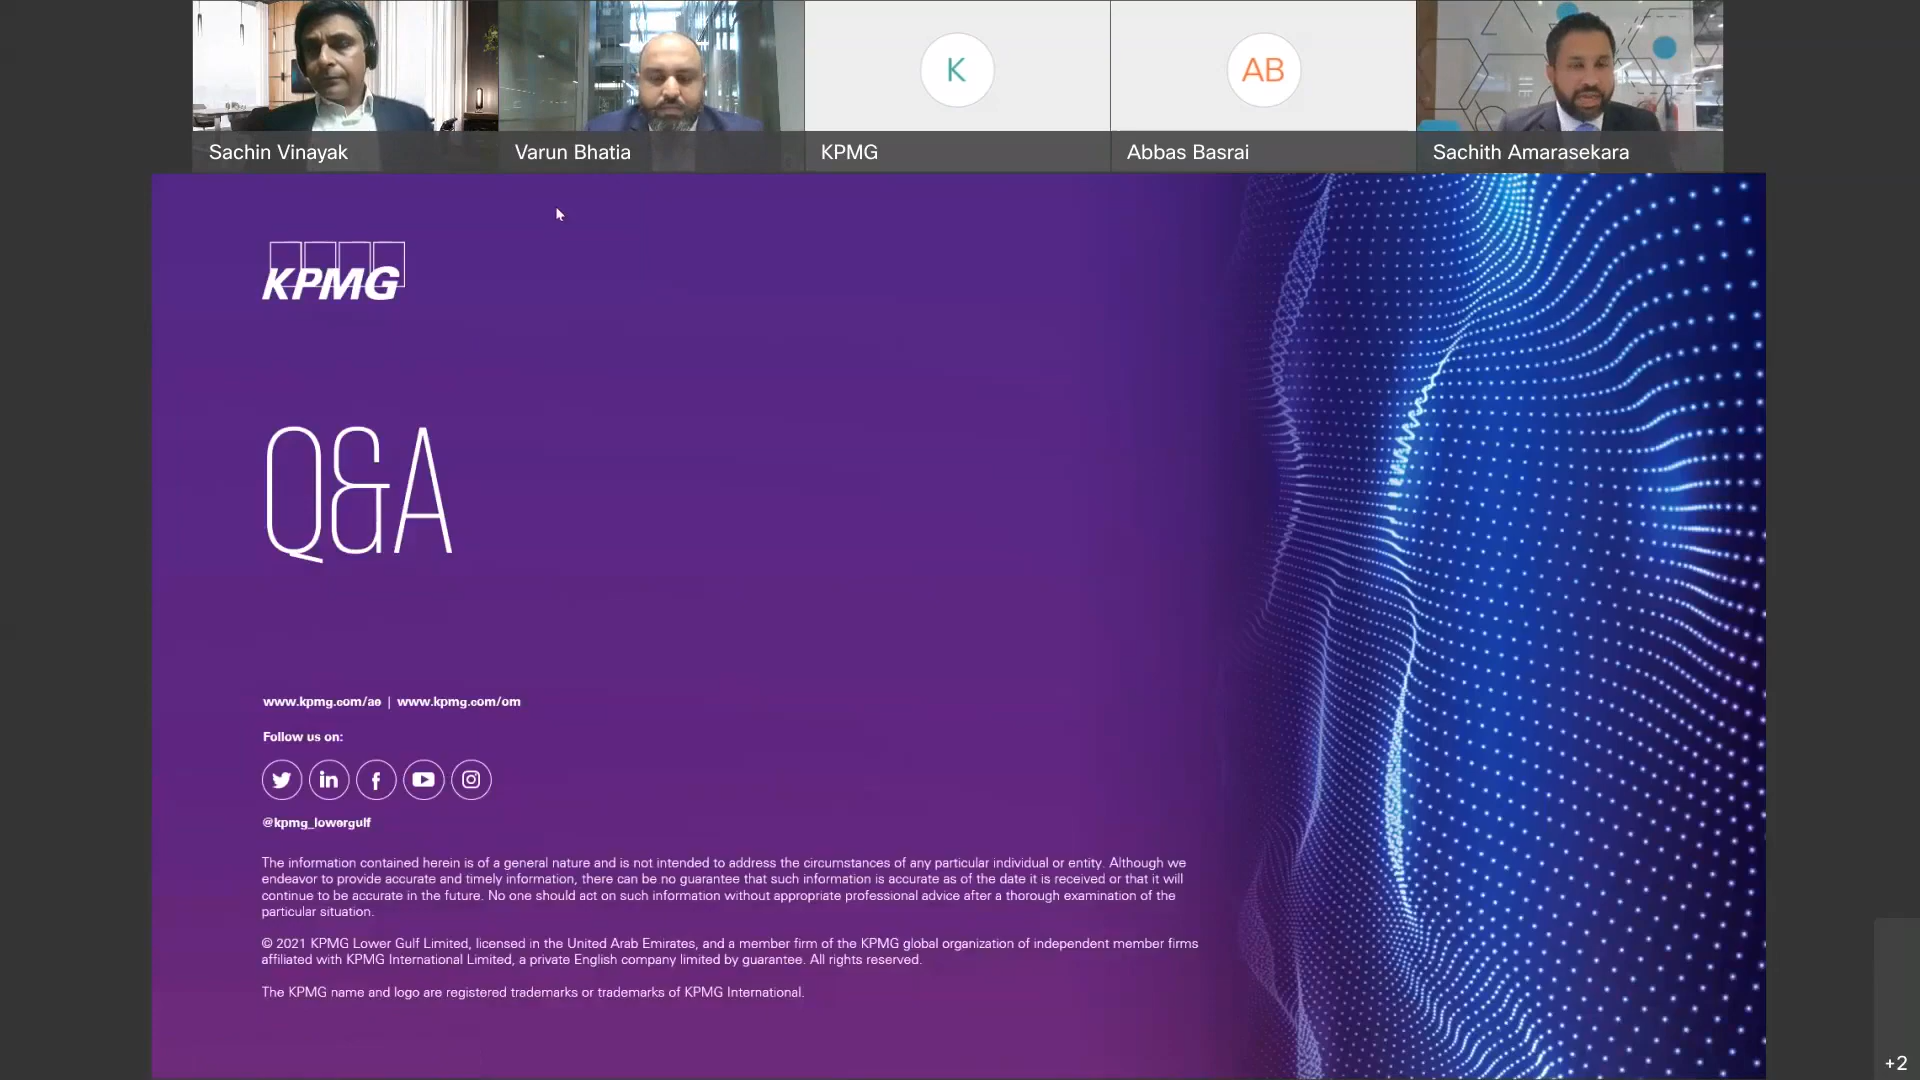 K
AB
Sachin Vinayak
Varun Bhatia
KPMG
Abbas Basrai
Sachith Amarasekara
KPMG
Q&A
www.kpmg.com/ae | www.kpmg.com/om
Follow us on:
@kpmg_lowergulf
The information contained herein is of a general nature and is not intended to address the circumstances of any particular individual or entity. Although we
endeavor to provide accurate and timely information, there can be no guarantee that such information is accurate as of the date it is received or that it will
continue to be accurate in the future. No one should act on such information without appropriate professional advice after a thorough examination of the
particular situation.
© 2021 KPMG Lower Gulf Limited, licensed in the United Arab Emirates, and a member firm of the KPMG global organization of independent member firms
affiliated with KPMG International Limited, a private English company limited by guarantee. All rights reserved.
The KPMG name and logo are registered trademarks or trademarks of KPMG International.
+2